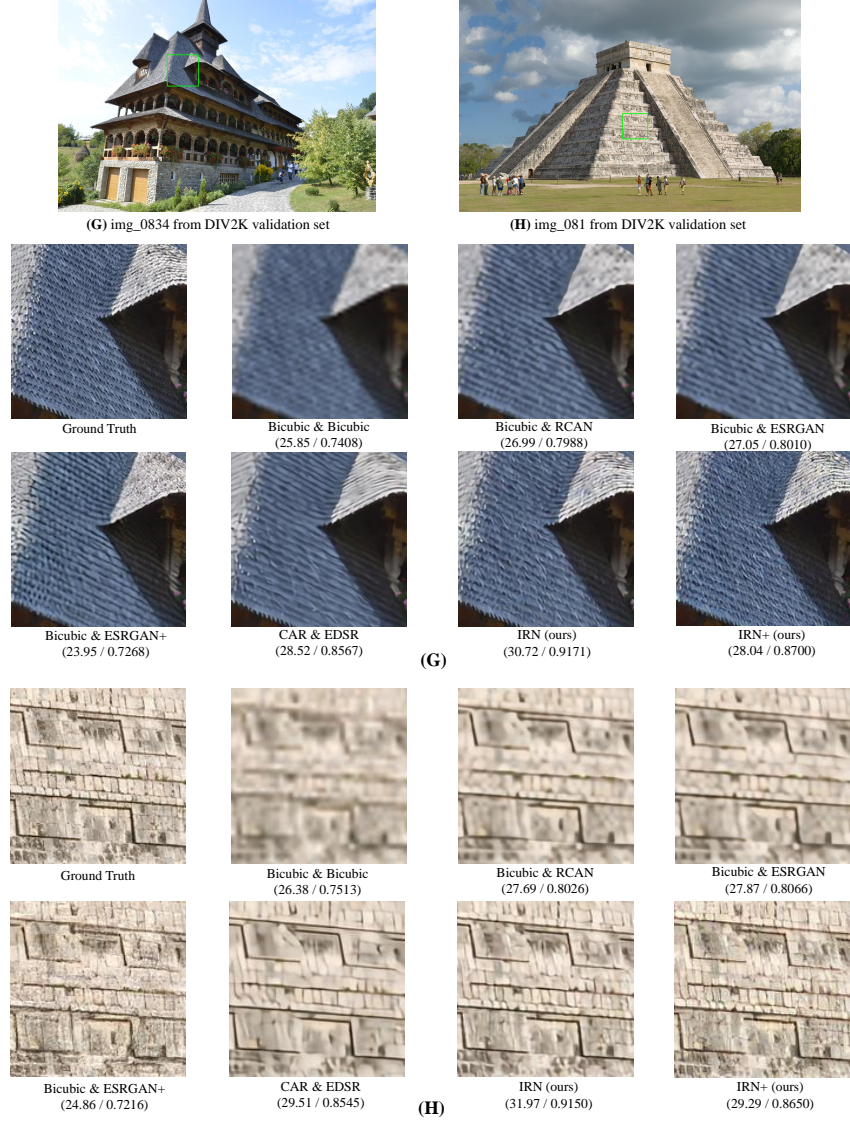 (G) img_0834 from DIV2K validation set
(H) img_081 from DIV2K validation set
Ground Truth
Bicubic & Bicubic
(25.85 / 0.7408)
Bicubic & RCAN
(26.99 / 0.7988)
Bicubic & ESRGAN
(27.05 / 0.8010)
Bicubic & ESRGAN+
(23.95 / 0.7268)
CAR & EDSR
(28.52 / 0.8567)
IRN (ours)
(30.72 / 0.9171)
IRN+ (ours)
(28.04 / 0.8700)
(G)
Ground Truth
Bicubic & Bicubic
(26.38 / 0.7513)
Bicubic & RCAN
(27.69 / 0.8026)
Bicubic & ESRGAN
(27.87 / 0.8066)
Bicubic & ESRGAN+
(24.86 / 0.7216)
CAR & EDSR
(29.51 / 0.8545)
IRN (ours)
(31.97 / 0.9150)
IRN+ (ours)
(29.29 / 0.8650)
(H)